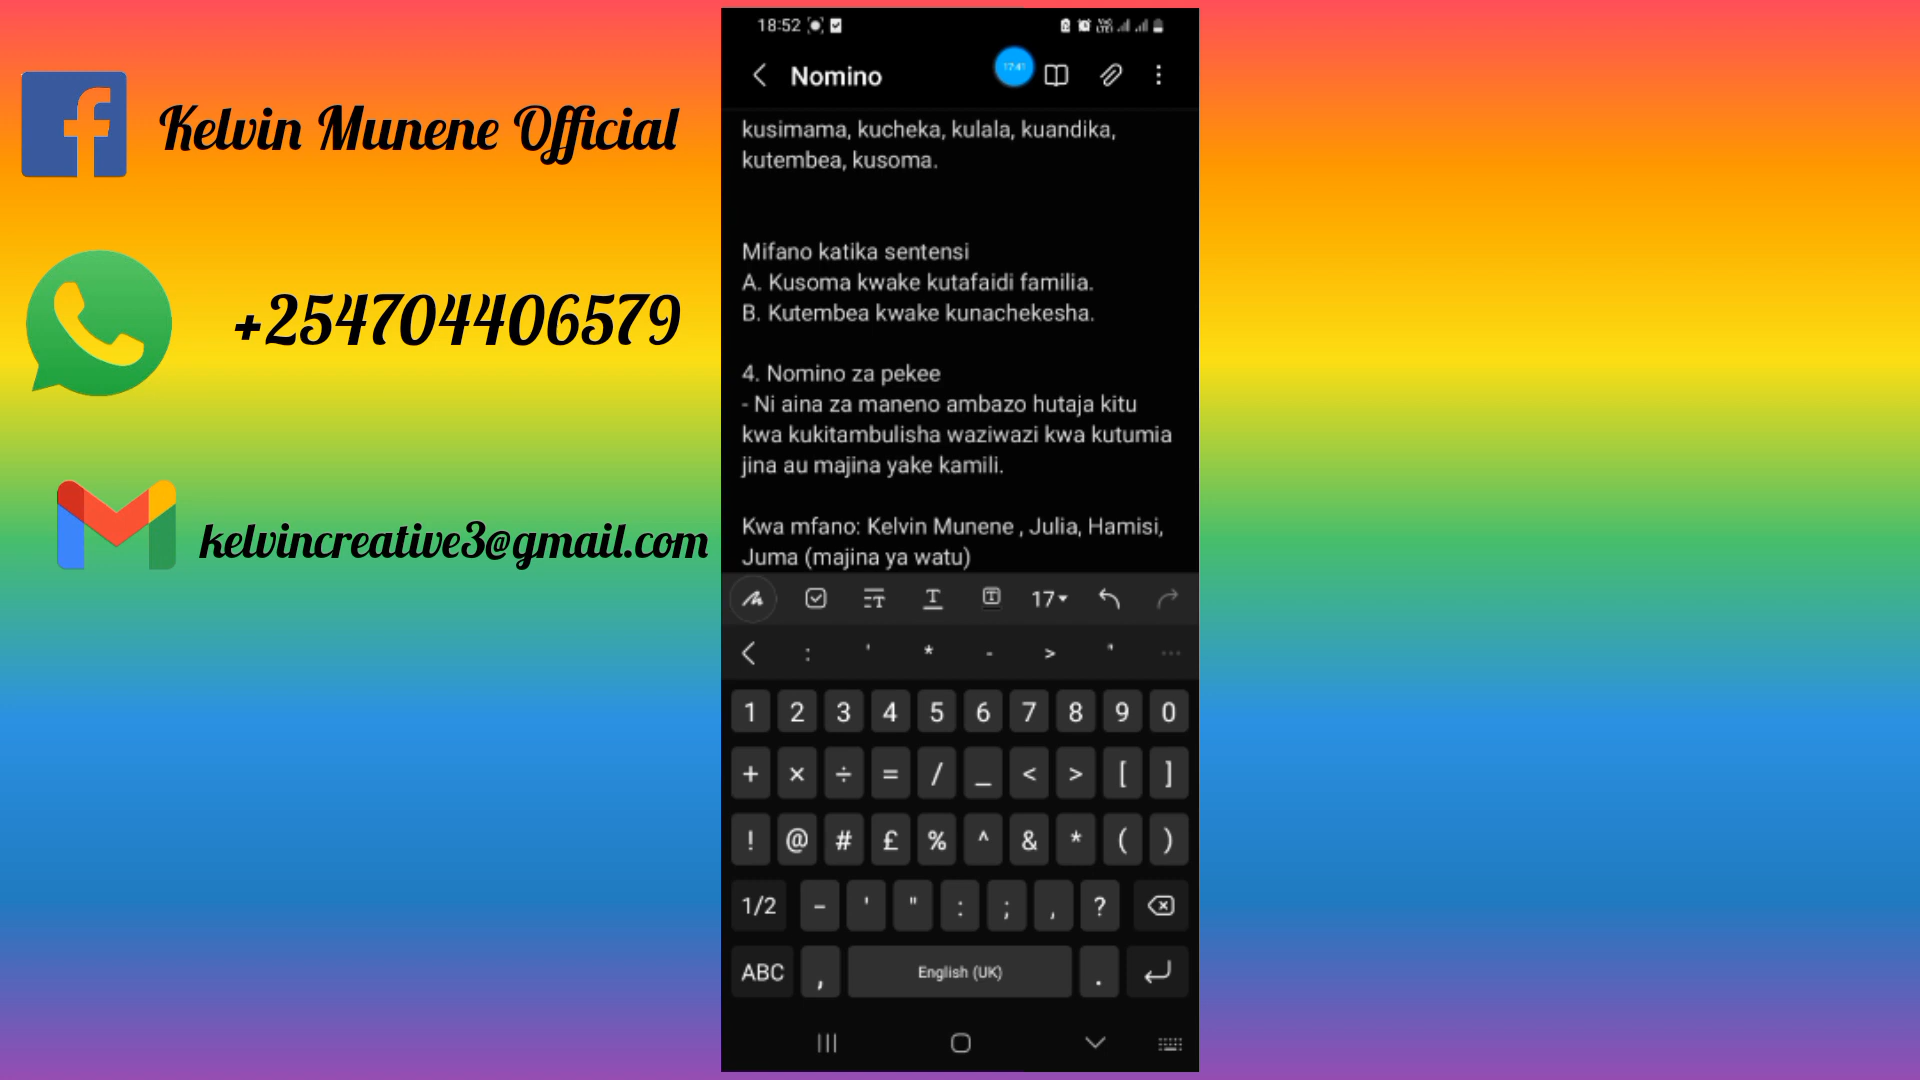 Kelvin Munene Official
+254704406579
kelvincreative3@gmail.com
18:52
Nomino
17:41
kusimama, kucheka, kulala, kuandika,
kutembea, kusoma.
Mifano katika sentensi
A. Kusoma kwake kutafaidi familia.
B. Kutembea kwake kunachekesha.
4. Nomino za pekee
- Ni aina za maneno ambazo hutaja kitu
kwa kukitambulisha waziwazi kwa kutumia
jina au majina yake kamili.
Kwa mfano: Kelvin Munene , Julia, Hamisi,
Juma (majina ya watu)
17
: ' * - > '
1 2 3 4 5 6 7 8 9 0
+ × ÷ = / _ < > [ ]
! @ # £ % ^ & * ( )
1/2 - ' " : ; , ?
ABC , English (UK) .